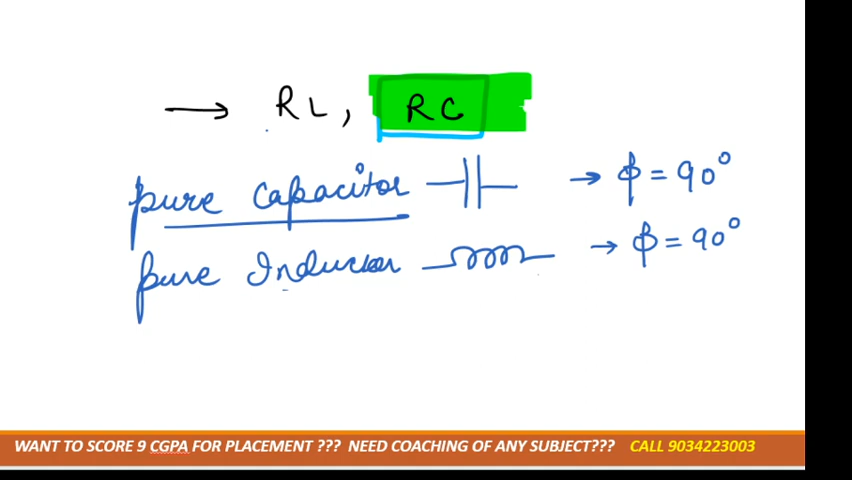 → RL, RC
pure capacitor → ϕ = 90°
pure Inductor → ϕ = 90°
WANT TO SCORE 9 CGPA FOR PLACEMENT ??? NEED COACHING OF ANY SUBJECT??? CALL 9034223003